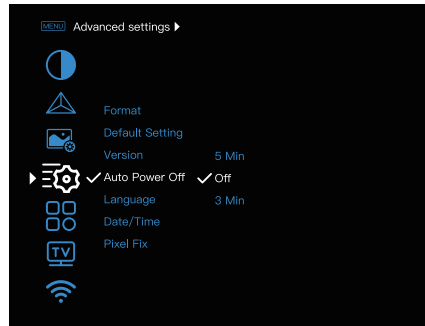 MENU Advanced settings
Format
Default Setting
Version 5 Min
Auto Power Off Off
Language 3 Min
Date/Time
Pixel Fix
TV